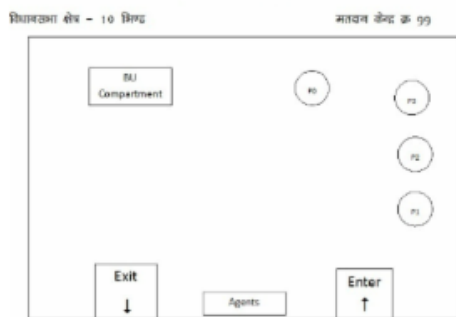 विधानसभा क्षेत्र - 10 भिण्ड
मतदान केन्द्र क्र 99
BU
Compartment
P0
P3
P2
P1
Exit
↓
Agents
Enter
↑